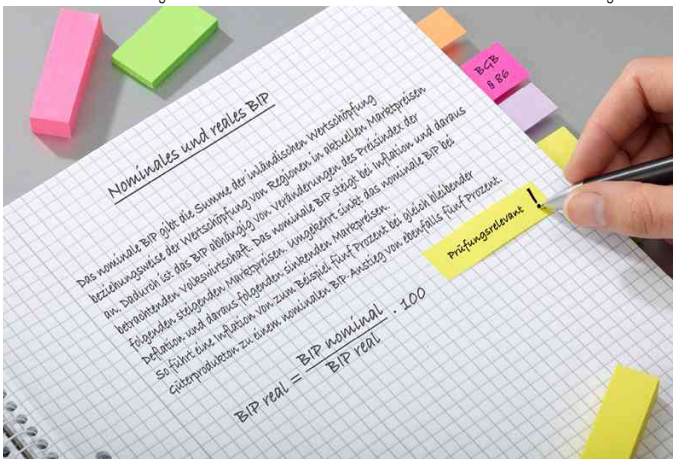 Nominales und reales BIP
Das nominale BIP gibt die Summe der inländischen Wertschöpfung
beziehungsweise der Wertschöpfung von Regionen in aktuellen Marktpreisen
an. Dadurch ist das BIP abhängig von Veränderungen des Preisindex der
betrachtenden Volkswirtschaft. Das nominale BIP steigt bei Inflation und daraus
folgenden steigenden Marktpreisen. Umgekehrt sinkt das nominale BIP bei
Deflation und daraus folgenden sinkenden Marktpreisen.
So führt eine Inflation von zum Beispiel fünf Prozent bei gleich bleibender
Güterproduktion zu einem nominalen BIP-Anstieg von ebenfalls fünf Prozent.
BIP real = BIP nominal / BIP real · 100
BGB
§ 86
Prüfungsrelevant !